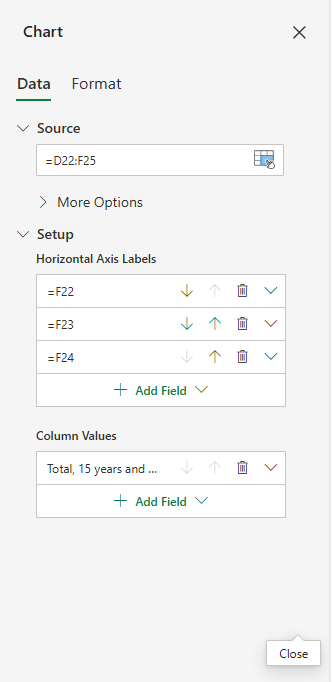 Chart
Data Format
Source
=D22:F25
More Options
Setup
Horizontal Axis Labels
=F22
=F23
=F24
Add Field
Column Values
Total, 15 years and ...
Add Field
Close